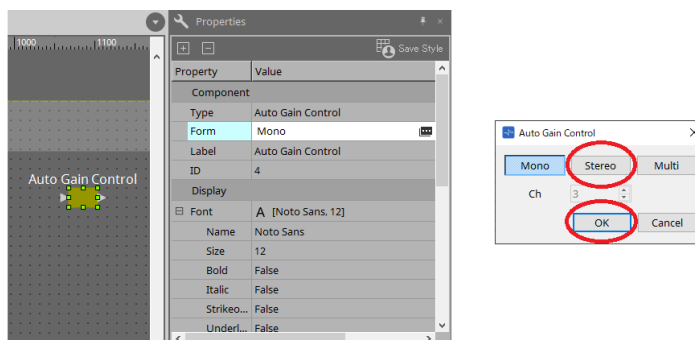 1000
1100
Auto Gain Control
Properties
Save Style
Property Value
Component
Type Auto Gain Control
Form Mono
Label Auto Gain Control
ID 4
Display
Font A [Noto Sans, 12]
Name Noto Sans
Size 12
Bold False
Italic False
Strikeo... False
Underl... False
Auto Gain Control
Mono Stereo Multi
Ch 3
OK Cancel